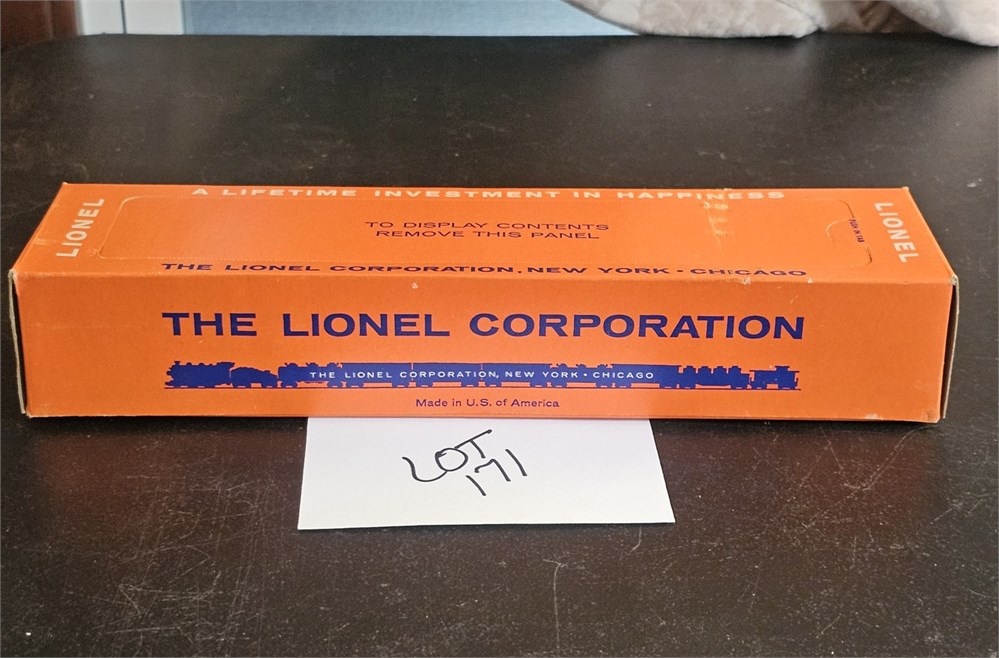 A LIFETIME INVESTMENT IN HAPPINESS
LIONEL
TO DISPLAY CONTENTS
REMOVE THIS PANEL
LIONEL
THE LIONEL CORPORATION, NEW YORK • CHICAGO
THE LIONEL CORPORATION
THE LIONEL CORPORATION, NEW YORK • CHICAGO
Made in U.S. of America
LOT
171